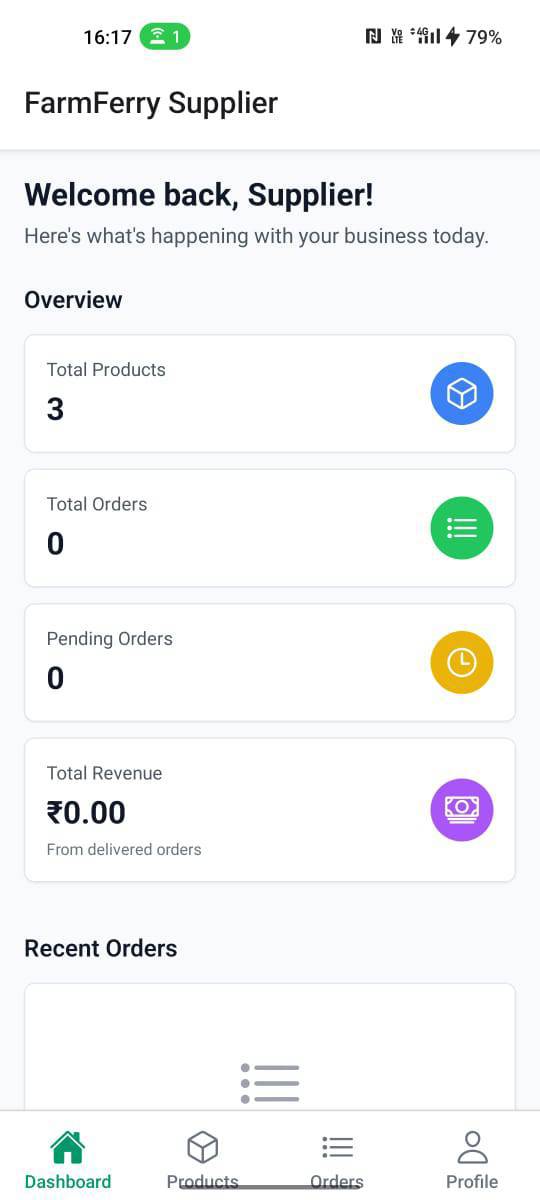 16:17 1 VoLTE 4G 79%
FarmFerry Supplier
Welcome back, Supplier!
Here's what's happening with your business today.
Overview
Total Products
3
Total Orders
0
Pending Orders
0
Total Revenue
₹0.00
From delivered orders
Recent Orders
Dashboard Products Orders Profile